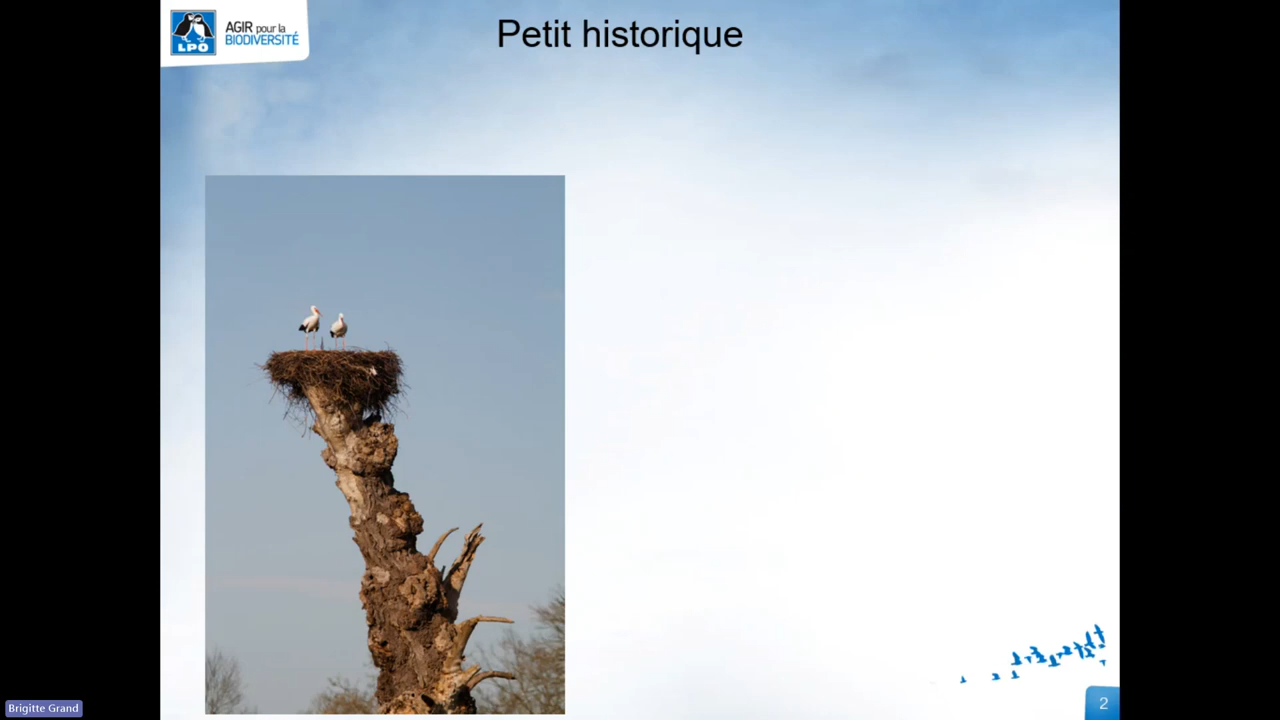 LPO
AGIR pour la
BIODIVERSITÉ
Petit historique
2
Brigitte Grand